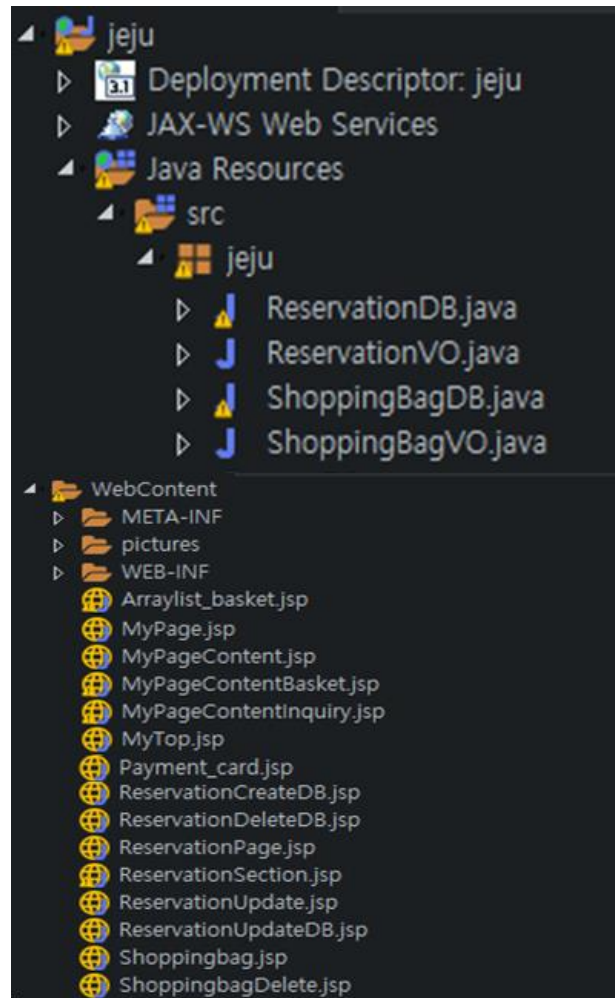 jeju
3.1
Deployment Descriptor: jeju
JAX-WS Web Services
Java Resources
src
jeju
ReservationDB.java
ReservationVO.java
ShoppingBagDB.java
ShoppingBagVO.java
WebContent
META-INF
pictures
WEB-INF
Arraylist_basket.jsp
MyPage.jsp
MyPageContent.jsp
MyPageContentBasket.jsp
MyPageContentInquiry.jsp
MyTop.jsp
Payment_card.jsp
ReservationCreateDB.jsp
ReservationDeleteDB.jsp
ReservationPage.jsp
ReservationSection.jsp
ReservationUpdate.jsp
ReservationUpdateDB.jsp
Shoppingbag.jsp
ShoppingbagDelete.jsp